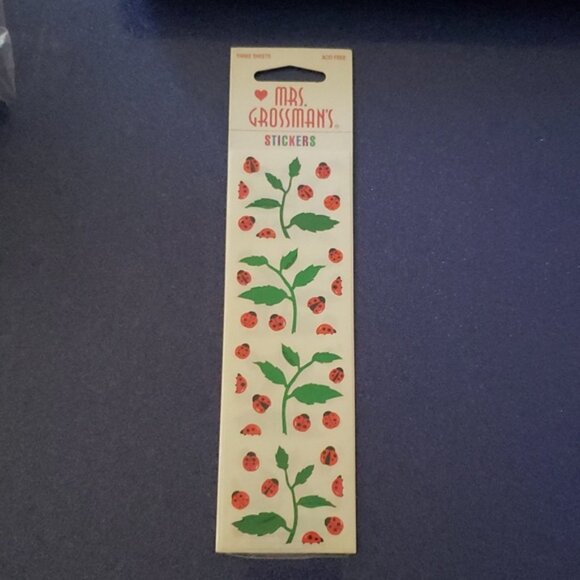 THREE SHEETS ACID FREE
MRS.
GROSSMAN'S
STICKERS